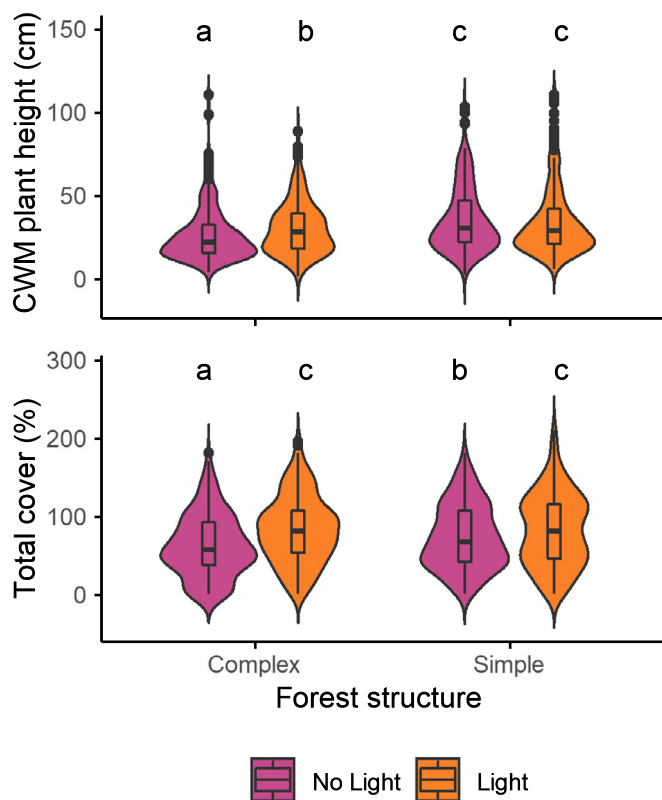 CWM plant height (cm)
150
100
50
0
a b c c
Total cover (%)
300
200
100
0
a c b c
Complex Simple
Forest structure
No Light Light